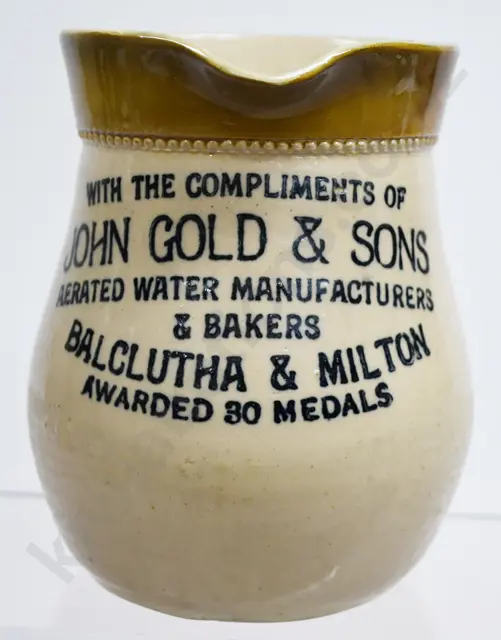 WITH THE COMPLIMENTS OF
JOHN GOLD & SONS
AERATED WATER MANUFACTURERS
& BAKERS
BALCLUTHA & MILTON
AWARDED 30 MEDALS